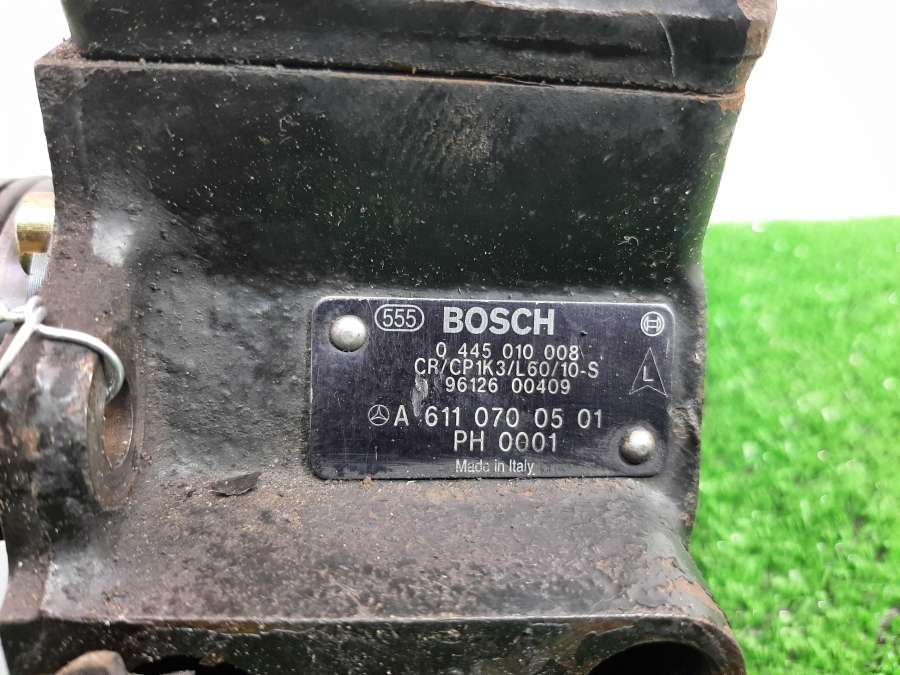 555 BOSCH
0 445 010 008
CR/CP1K3/L60/10-S
L
96126 00409
A 611 070 05 01
PH 0001
Made in Italy